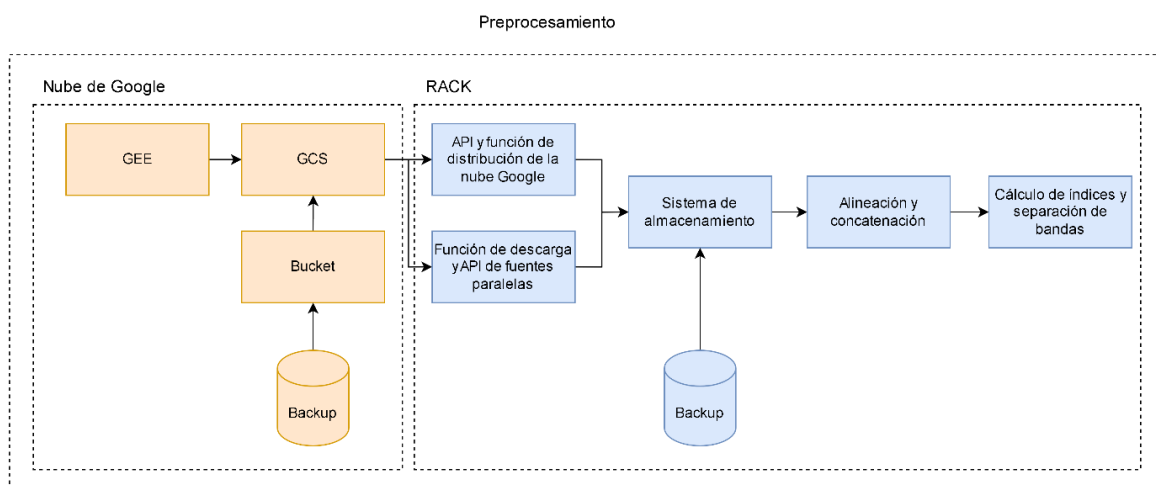 Preprocesamiento
Nube de Google
RACK
GEE
GCS
API y función de
distribución de la
nube Google
Sistema de
almacenamiento
Alineación y
concatenación
Cálculo de índices y
separación de
bandas
Bucket
Función de descarga
y API de fuentes
paralelas
Backup
Backup